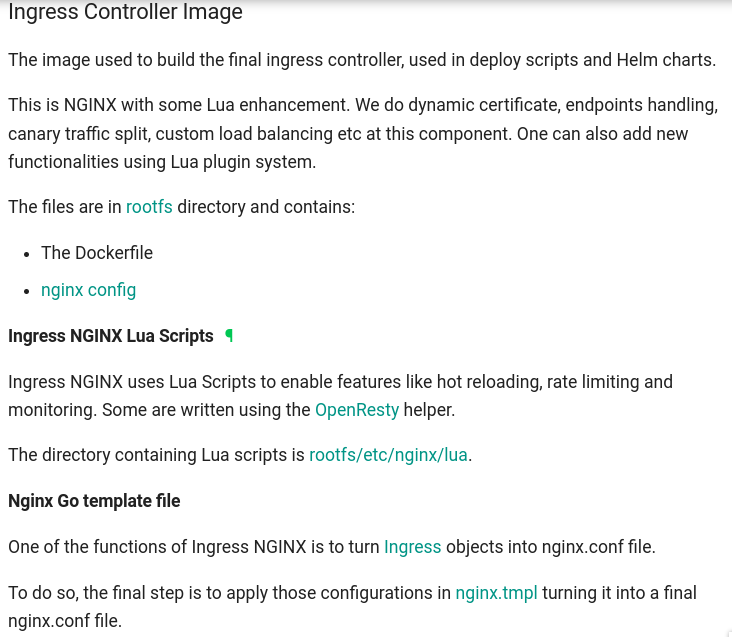 Ingress Controller Image
The image used to build the final ingress controller, used in deploy scripts and Helm charts.
This is NGINX with some Lua enhancement. We do dynamic certificate, endpoints handling,
canary traffic split, custom load balancing etc at this component. One can also add new
functionalities using Lua plugin system.
The files are in rootfs directory and contains:
• The Dockerfile
• nginx config
Ingress NGINX Lua Scripts ¶
Ingress NGINX uses Lua Scripts to enable features like hot reloading, rate limiting and
monitoring. Some are written using the OpenResty helper.
The directory containing Lua scripts is rootfs/etc/nginx/lua.
Nginx Go template file
One of the functions of Ingress NGINX is to turn Ingress objects into nginx.conf file.
To do so, the final step is to apply those configurations in nginx.tmpl turning it into a final
nginx.conf file.